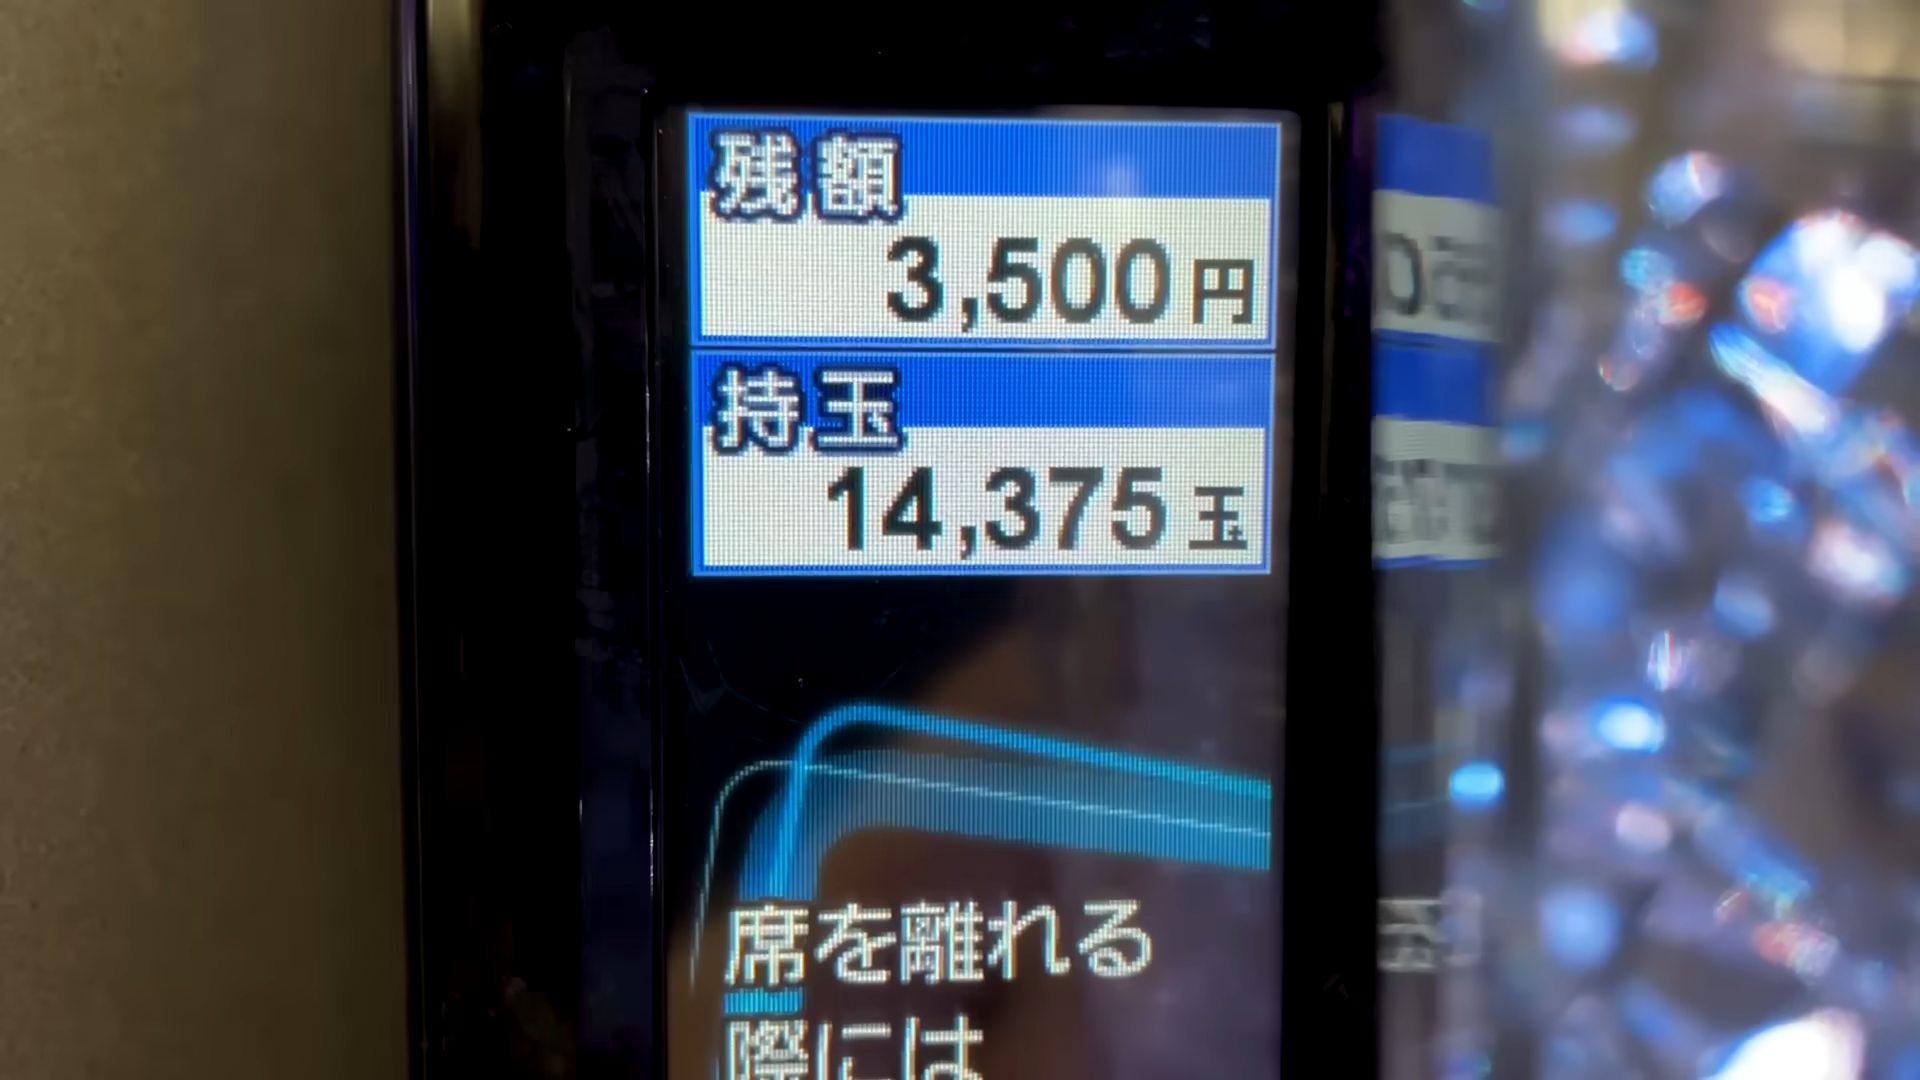 残額
3,500円
持玉
14,375玉
席を離れる
際には